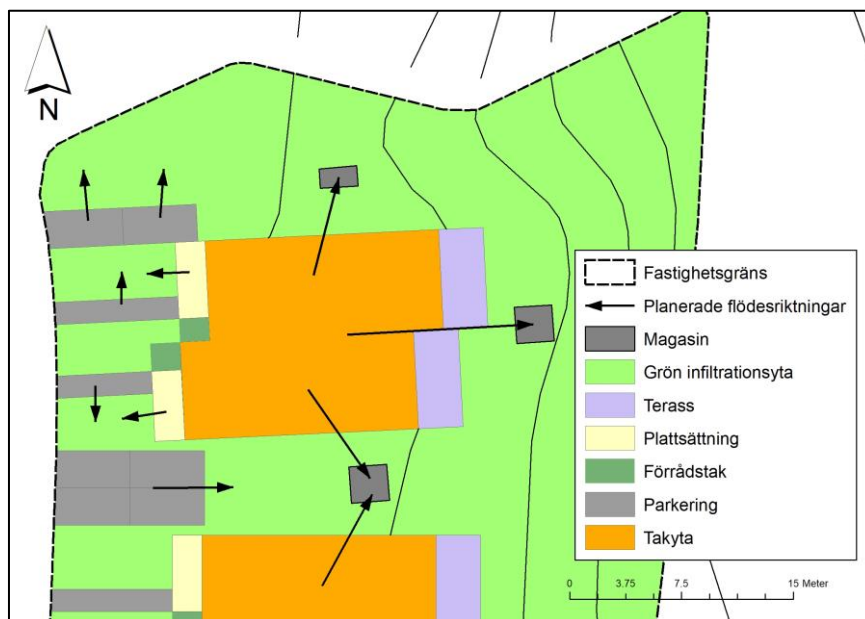 N
Fastighetsgräns
Planerade flödesriktningar
Magasin
Grön infiltrationsyta
Terass
Plattsättning
Förrådstak
Parkering
Takyta
0 3.75 7.5 15 Meter